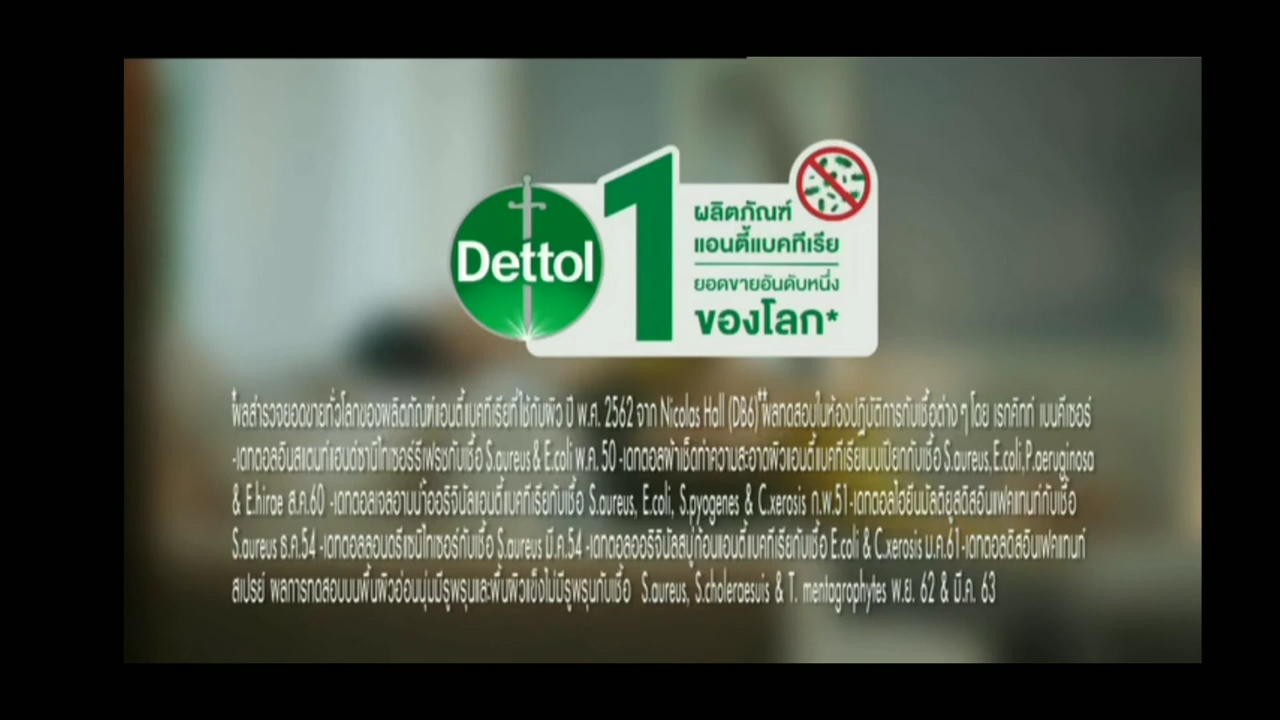 Dettol
1
ผลิตภัณฑ์
แอนตี้แบคทีเรีย
ยอดขายอันดับหนึ่ง
ของโลก*
*ผลสำรวจยอดขายทั่วโลกของผลิตภัณฑ์แอนตี้แบคทีเรียที่ใช้กับผิว ปี พ.ศ. 2562 จาก Nicolas Hall (DB6) **ผลทดสอบในห้องปฏิบัติการกับเชื้อต่าง ๆ โดย เรกคิทท์ เบนคีเซอร์
-เดทตอลอินสแตนท์แฮนด์ซานิไทเซอร์รีเฟรชกับเชื้อ S.aureus & E.coli พ.ค. 50 -เดทตอลผ้าเช็ดทำความสะอาดผิวแอนตี้แบคทีเรียแบบเปียกกับเชื้อ S.aureus, E.coli, P.aeruginosa
& E.hirae ส.ค.60 -เดทตอลเจลอาบน้ำออริจินัลแอนตี้แบคทีเรียกับเชื้อ S.aureus, E.coli, S.pyogenes & C.xerosis ก.พ.51 -เดทตอลไฮยีนมัลติยูสดิสอินเฟคแทนท์กับเชื้อ
S.aureus ธ.ค.54 -เดทตอลลอนดรีแซนิไทเซอร์กับเชื้อ S.aureus มี.ค.54 -เดทตอลออริจินัลสบู่ก้อนแอนตี้แบคทีเรียกับเชื้อ E.coli & C.xerosis ม.ค.61 -เดทตอลดิสอินเฟคแทนท์
สเปรย์ ผลการทดสอบบนพื้นผิวอ่อนนุ่มมีรูพรุนและพื้นผิวแข็งไม่มีรูพรุนกับเชื้อ S.aureus, S.choleraesuis & T. mentagrophytes พ.ย. 62 & มี.ค. 63